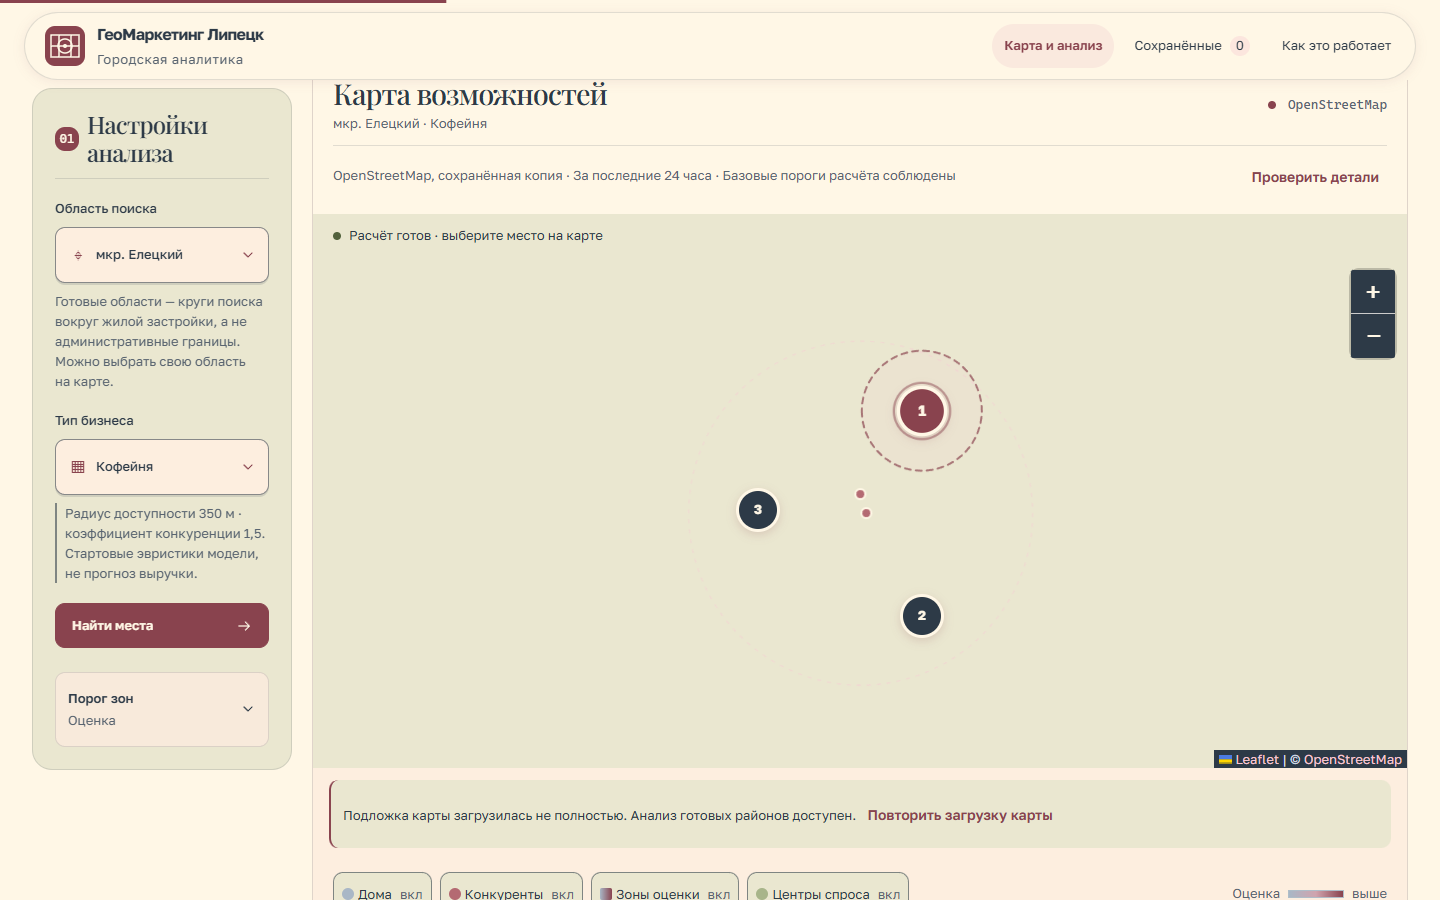 ГеоМаркетинг Липецк
Городская аналитика
Карта и анализ
Сохранённые 0
Как это работает
01
Настройки
анализа
Область поиска
мкр. Елецкий
Готовые области — круги поиска
вокруг жилой застройки, а не
административные границы.
Можно выбрать свою область
на карте.
Тип бизнеса
Кофейня
Радиус доступности 350 м ·
коэффициент конкуренции 1,5.
Стартовые эвристики модели,
не прогноз выручки.
Найти места
Порог зон
Оценка
Карта возможностей
мкр. Елецкий · Кофейня
OpenStreetMap
OpenStreetMap, сохранённая копия · За последние 24 часа · Базовые пороги расчёта соблюдены
Проверить детали
Расчёт готов · выберите место на карте
+
−
1
3
2
Leaflet | © OpenStreetMap
Подложка карты загрузилась не полностью. Анализ готовых районов доступен. Повторить загрузку карты
Дома вкл
Конкуренты вкл
Зоны оценки вкл
Центры спроса вкл
Оценка выше